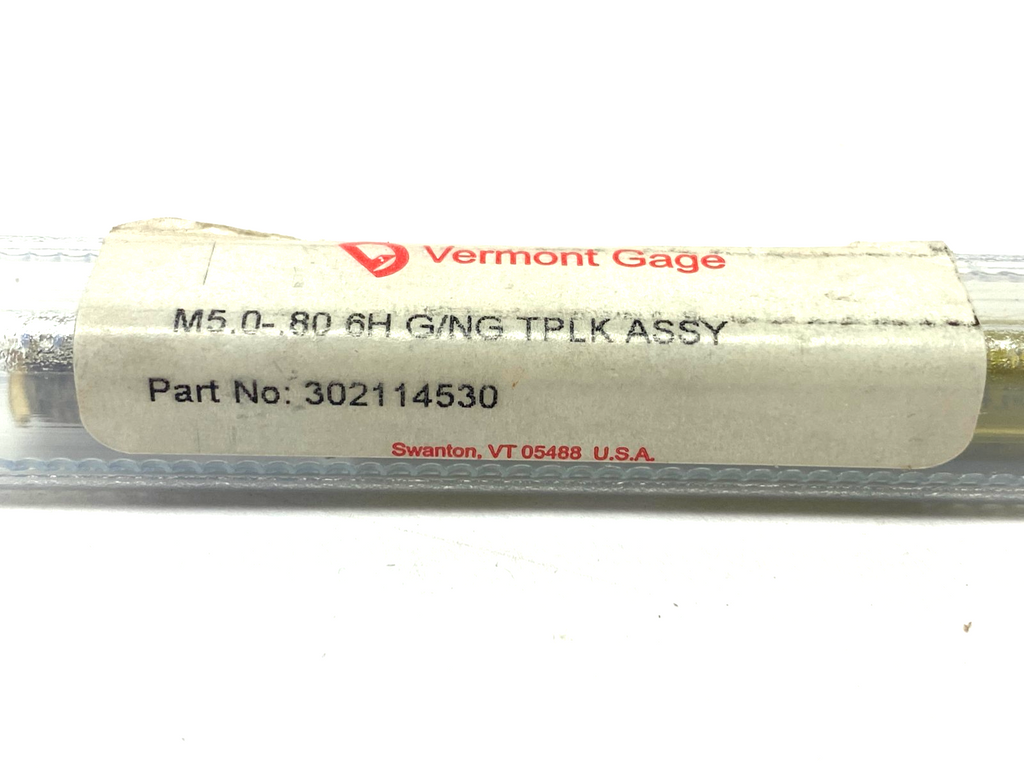 Vermont Gage
M5.0-.80 6H G/NG TPLK ASSY
Part No: 302114530
Swanton, VT 05488 U.S.A.